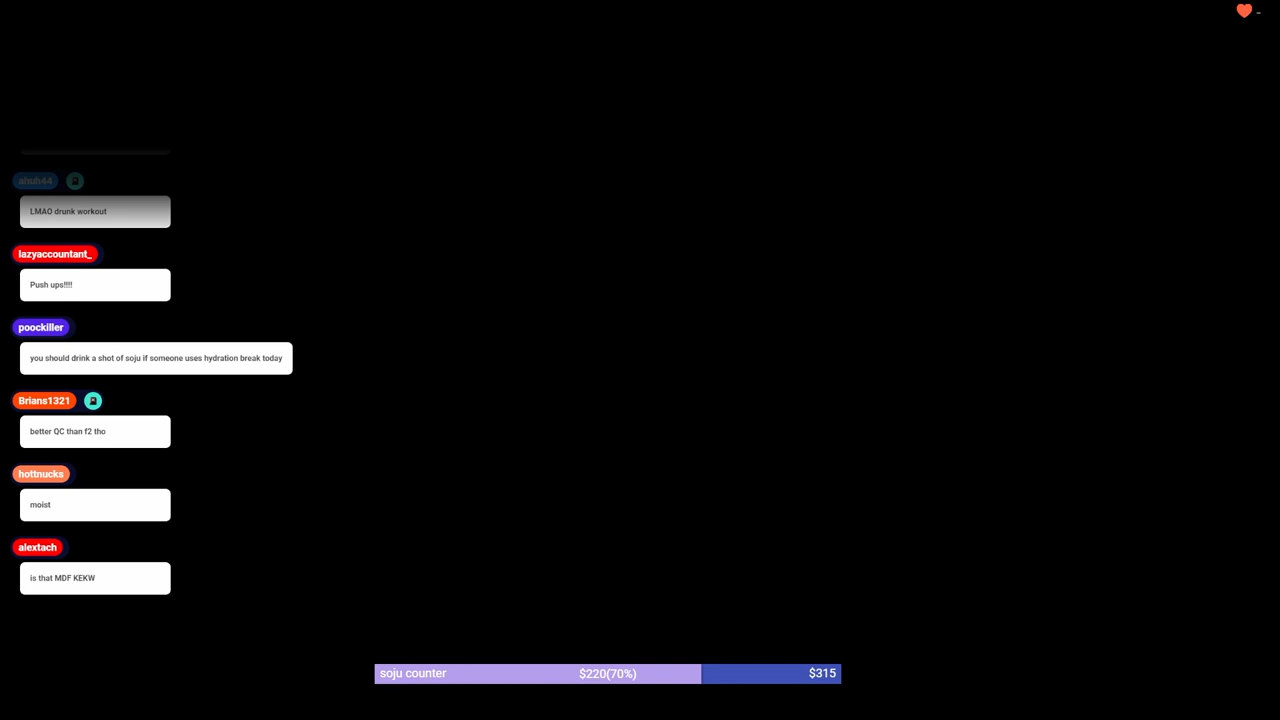 ahuh44
LMAO drunk workout
lazyaccountant_
Push ups!!!!
poockiller
you should drink a shot of soju if someone uses hydration break today
Brians1321
better QC than f2 tho
hottnucks
moist
alextach
is that MDF KEKW
soju counter $220(70%) $315